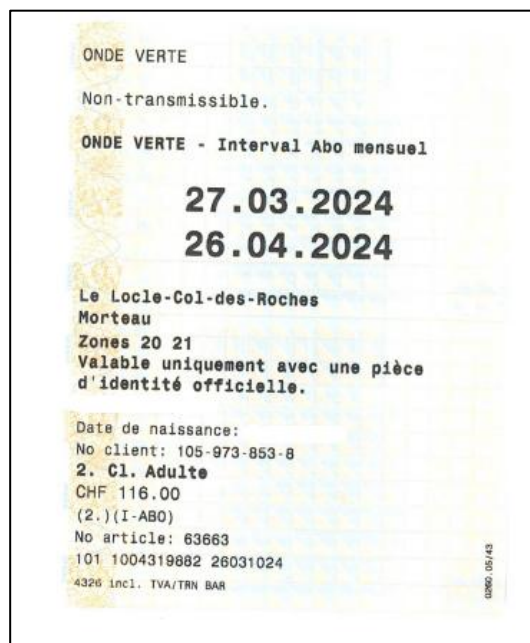 ONDE VERTE
Non-transmissible.
ONDE VERTE - Interval Abo mensuel
27.03.2024
26.04.2024
Le Locle-Col-des-Roches
Morteau
Zones 20 21
Valable uniquement avec une pièce
d'identité officielle.
Date de naissance:
No client: 105-973-853-8
2. Cl. Adulte
CHF 116.00
(2.)(I-ABO)
No article: 63663
101 1004319882 26031024
4326 incl. TVA/TRN BAR
0260.05/43